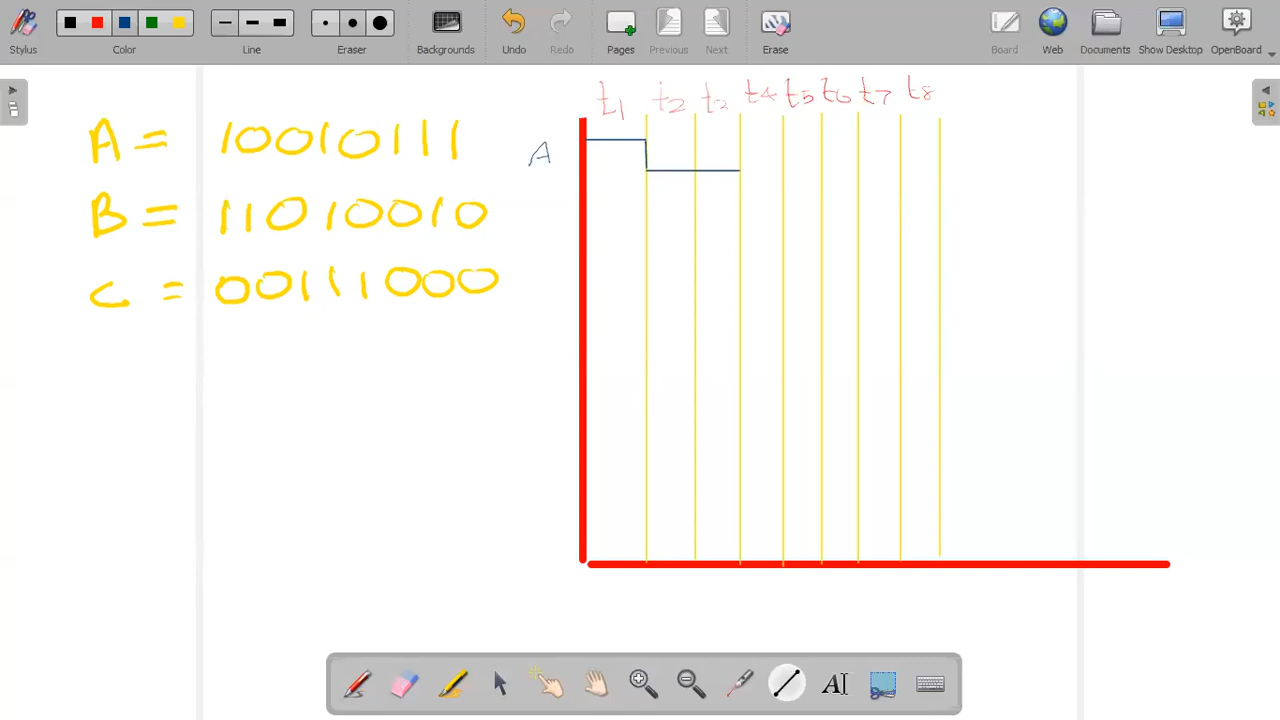 Stylus Color Line Eraser Backgrounds Undo Redo Pages Previous Next Erase Board Web Documents Show Desktop OpenBoard
t1 t2 t3 t4 t5 t6 t7 t8
A = 10010111
A
B = 11010010
C = 00111000